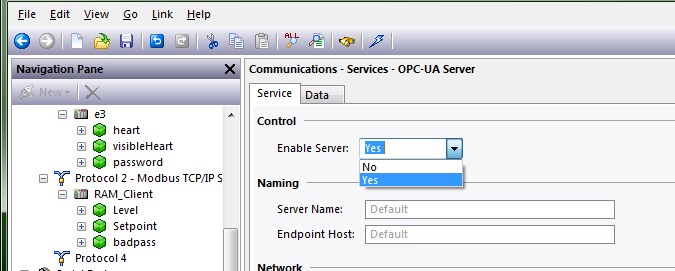 File Edit View Go Link Help
ALL
Navigation Pane
New
e3
heart
visibleHeart
password
Protocol 2 - Modbus TCP/IP S
RAM_Client
Level
Setpoint
badpass
Protocol 4
Communications - Services - OPC-UA Server
Service Data
Control
Enable Server: Yes
No
Yes
Naming
Server Name: Default
Endpoint Host: Default
Network